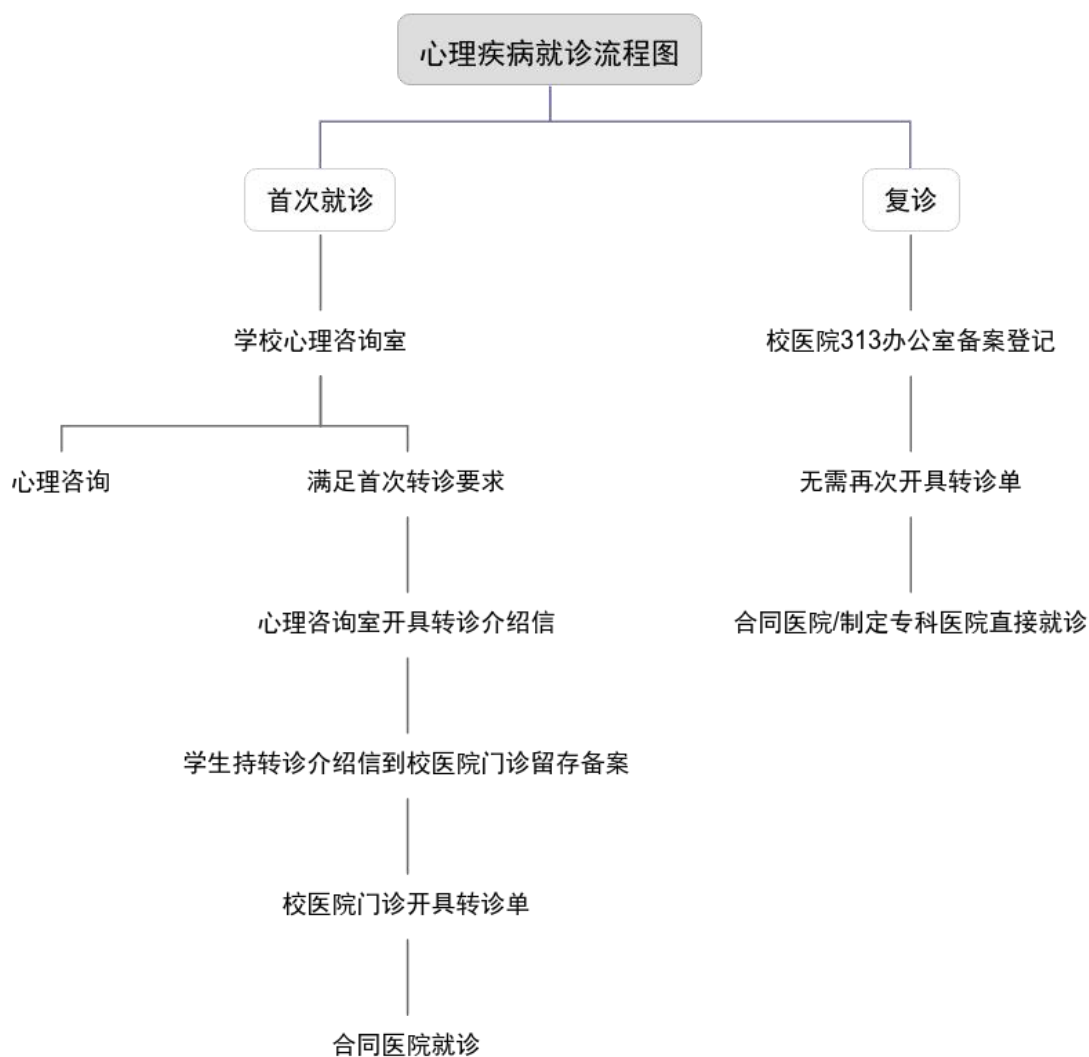 心理疾病就诊流程图
首次就诊
复诊
学校心理咨询室
校医院313办公室备案登记
心理咨询
满足首次转诊要求
无需再次开具转诊单
心理咨询室开具转诊介绍信
合同医院/制定专科医院直接就诊
学生持转诊介绍信到校医院门诊留存备案
校医院门诊开具转诊单
合同医院就诊